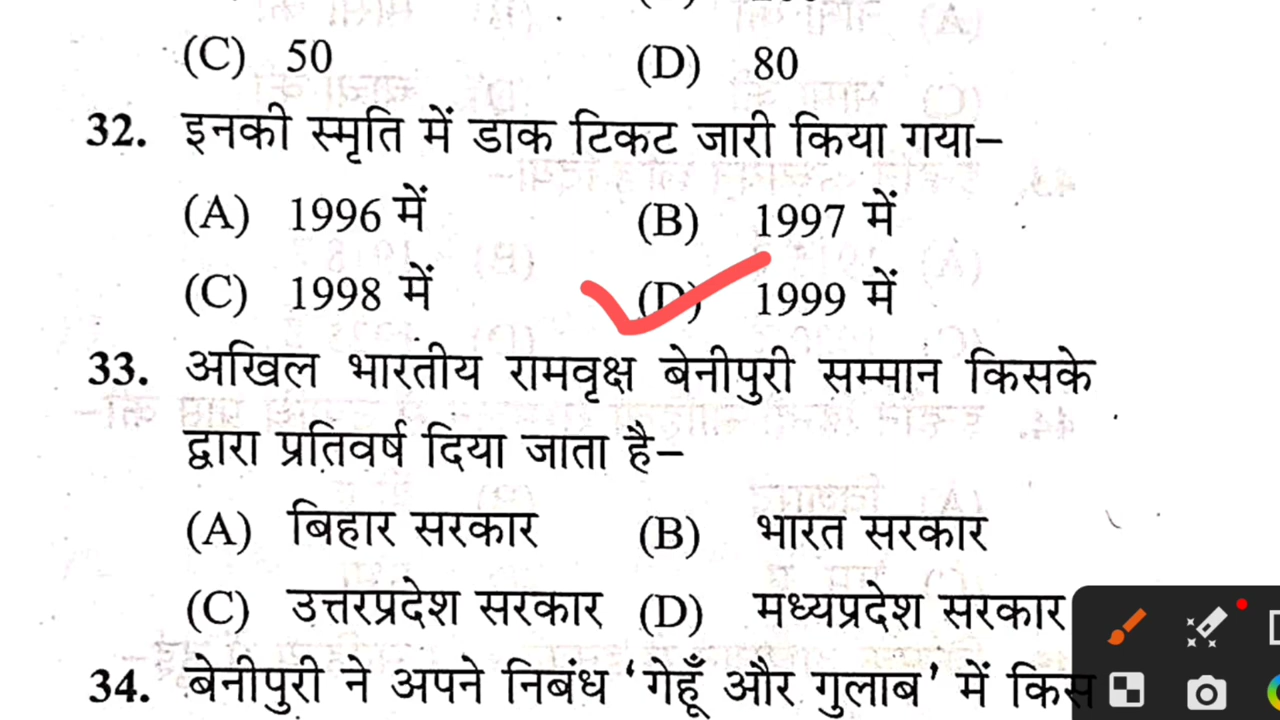 (C) 50 (D) 80
32. इनकी स्मृति में डाक टिकट जारी किया गया–
(A) 1996 में (B) 1997 में
(C) 1998 में (D) 1999 में
33. अखिल भारतीय रामवृक्ष बेनीपुरी सम्मान किसके
द्वारा प्रतिवर्ष दिया जाता है–
(A) बिहार सरकार (B) भारत सरकार
(C) उत्तरप्रदेश सरकार (D) मध्यप्रदेश सरकार
34. बेनीपुरी ने अपने निबंध ‘गेहूँ और गुलाब’ में किस